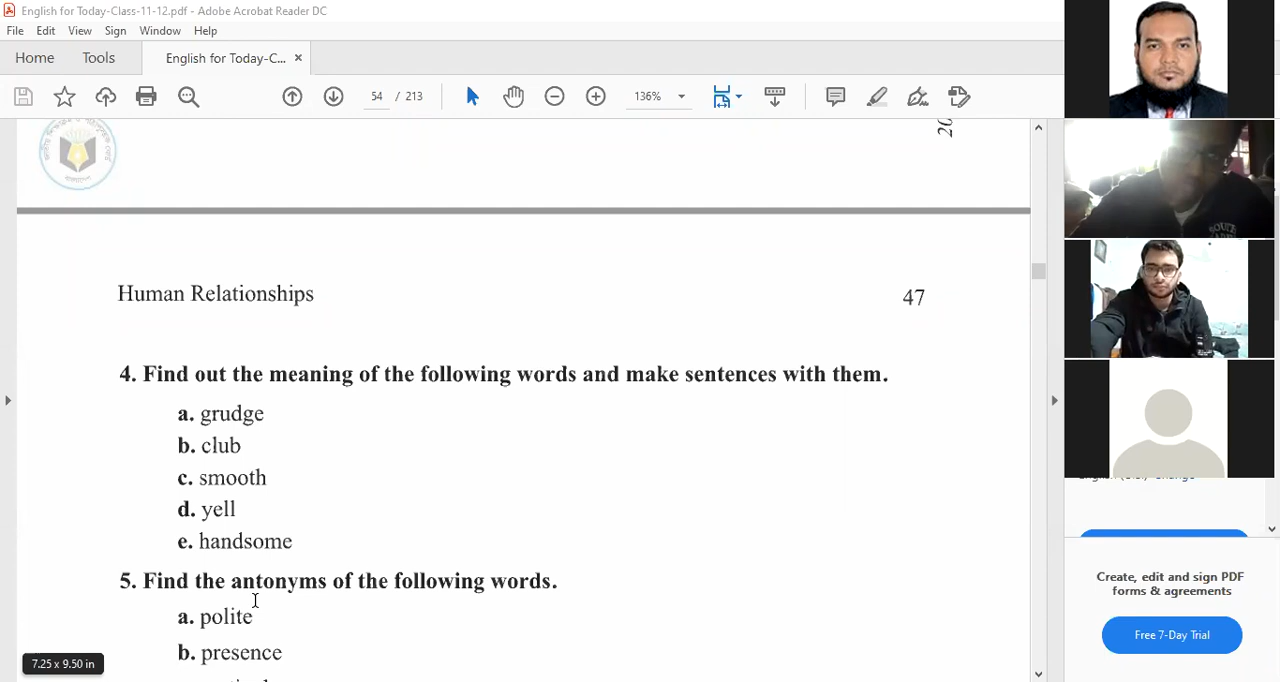 English for Today-Class-11-12.pdf - Adobe Acrobat Reader DC
File Edit View Sign Window Help
Home Tools English for Today-C... ×
54 / 213 136%
20
Human Relationships 47
4. Find out the meaning of the following words and make sentences with them.
a. grudge
b. club
c. smooth
d. yell
e. handsome
5. Find the antonyms of the following words.
a. polite
b. presence
7.25 x 9.50 in
Create, edit and sign PDF
forms & agreements
Free 7-Day Trial